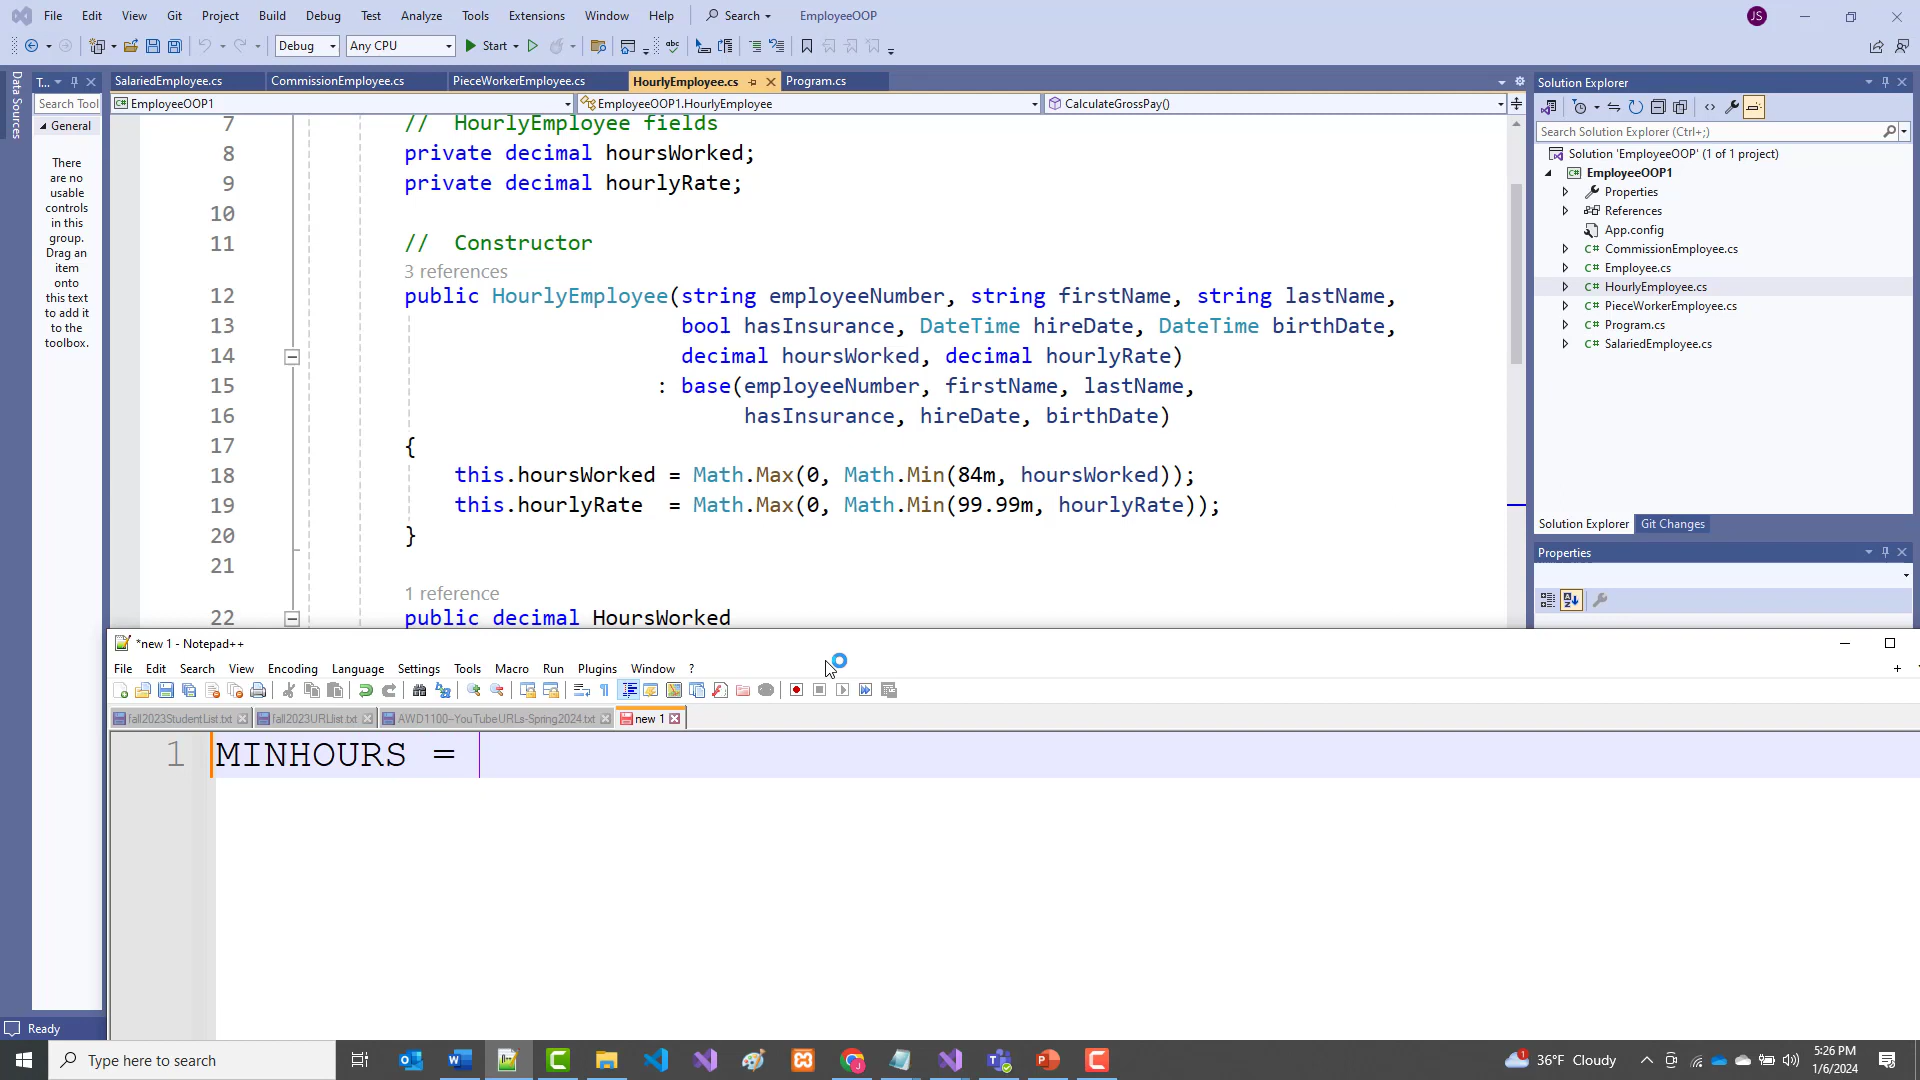 File Edit View Git Project Build Debug Test Analyze Tools Extensions Window Help Search EmployeeOOP JS
Debug Any CPU Start
Data Sources
T...
Search Tool
General
There
are no
usable
controls
in this
group.
Drag an
item
onto
this text
to add it
to the
toolbox.
SalariedEmployee.cs CommissionEmployee.cs PieceWorkerEmployee.cs HourlyEmployee.cs Program.cs
EmployeeOOP1 EmployeeOOP1.HourlyEmployee CalculateGrossPay()
7 // HourlyEmployee fields
8 private decimal hoursWorked;
9 private decimal hourlyRate;
10
11 // Constructor
3 references
12 public HourlyEmployee(string employeeNumber, string firstName, string lastName,
13 bool hasInsurance, DateTime hireDate, DateTime birthDate,
14 decimal hoursWorked, decimal hourlyRate)
15 : base(employeeNumber, firstName, lastName,
16 hasInsurance, hireDate, birthDate)
17 {
18 this.hoursWorked = Math.Max(0, Math.Min(84m, hoursWorked));
19 this.hourlyRate = Math.Max(0, Math.Min(99.99m, hourlyRate));
20 }
21
1 reference
22 public decimal HoursWorked
Solution Explorer
Search Solution Explorer (Ctrl+;)
Solution 'EmployeeOOP' (1 of 1 project)
EmployeeOOP1
Properties
References
App.config
C# CommissionEmployee.cs
C# Employee.cs
C# HourlyEmployee.cs
C# PieceWorkerEmployee.cs
C# Program.cs
C# SalariedEmployee.cs
Solution Explorer Git Changes
Properties
*new 1 - Notepad++
File Edit Search View Encoding Language Settings Tools Macro Run Plugins Window ?
fall2023StudentList.txt fall2023URLlist.txt AWD1100--YouTubeURLs-Spring2024.txt new 1
1 MINHOURS =
Ready
Type here to search
36°F Cloudy
5:26 PM
1/6/2024